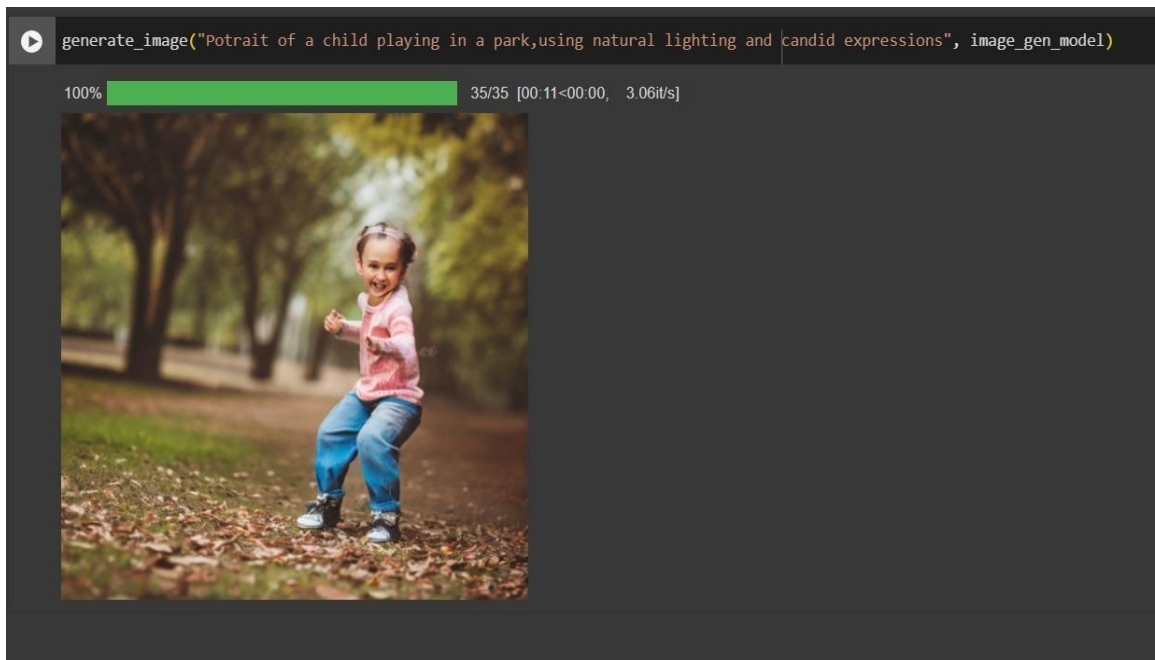 generate_image("Potrait of a child playing in a park,using natural lighting and candid expressions", image_gen_model)
100% 35/35 [00:11<00:00, 3.06it/s]